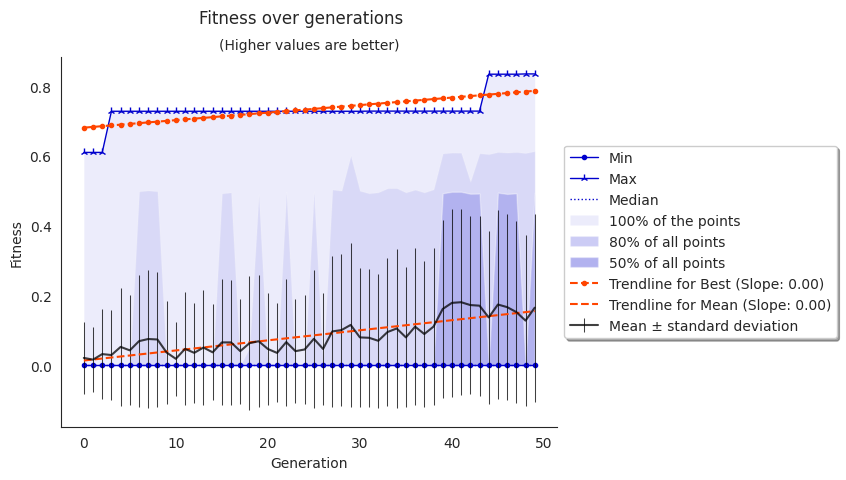 Fitness over generations
(Higher values are better)
Fitness
0.8
0.6
0.4
0.2
0.0
0
10
20
30
40
50
Generation
Min
Max
Median
100% of the points
80% of all points
50% of all points
Trendline for Best (Slope: 0.00)
Trendline for Mean (Slope: 0.00)
Mean ± standard deviation